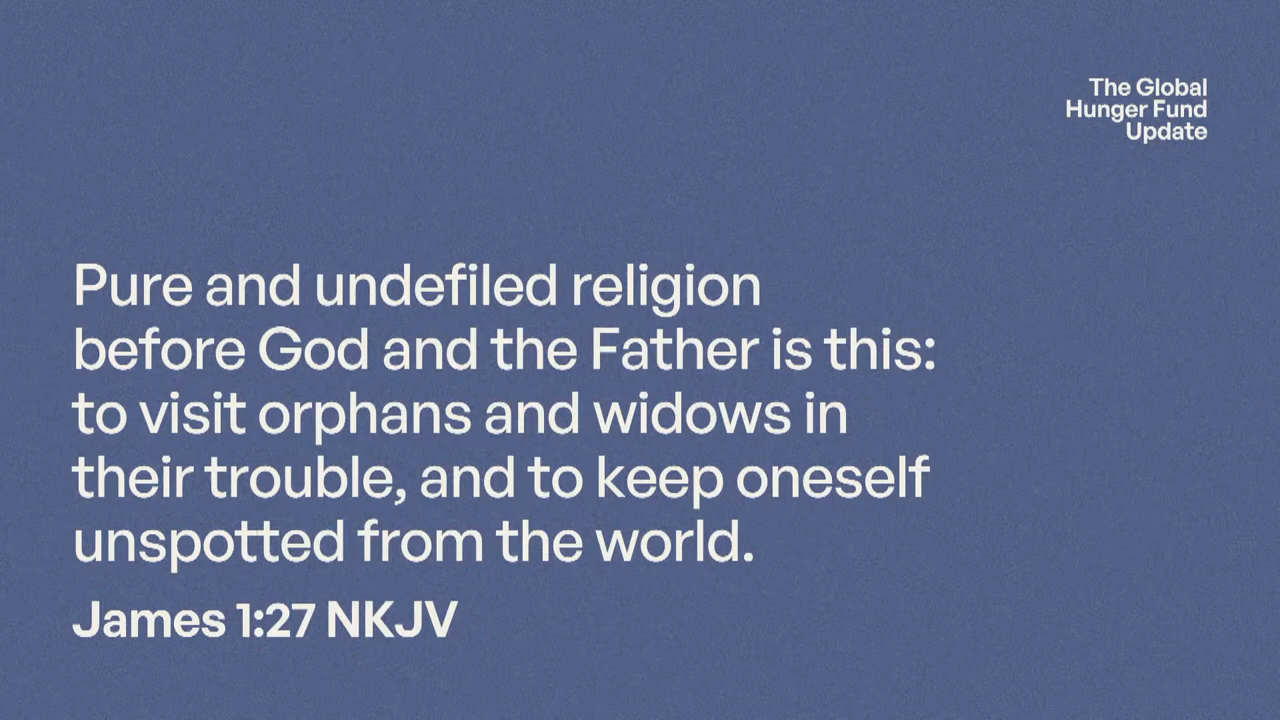 The Global
Hunger Fund
Update
Pure and undefiled religion
before God and the Father is this:
to visit orphans and widows in
their trouble, and to keep oneself
unspotted from the world.
James 1:27 NKJV